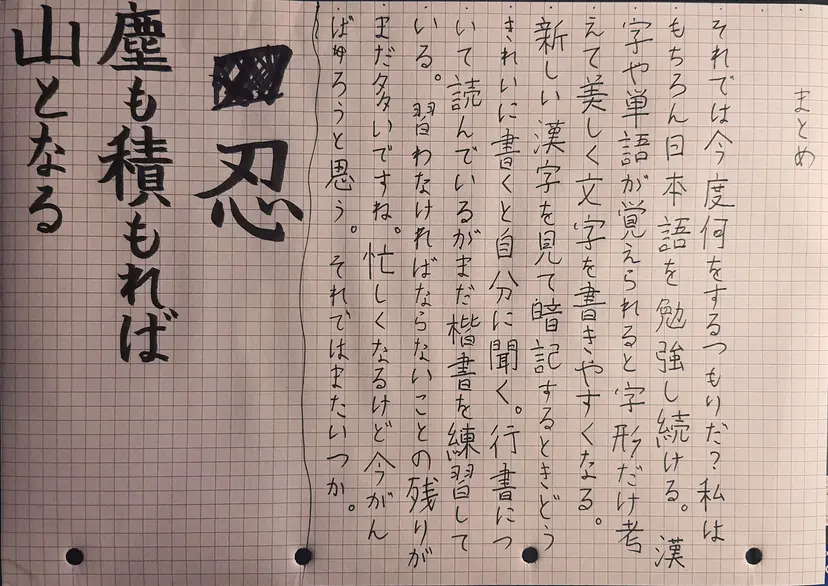 まとめ
それでは今度何をするつもりだ？私は
もちろん日本語を勉強し続ける。漢
字や単語が覚えられると字形だけ考
えて美しく文字を書きやすくなる。
新しい漢字を見て暗記するときどう
きれいに書くと自分に聞く。行書につ
いて読んでいるがまだ楷書を練習して
いる。習わなければならないことの残りが
まだ多いですね。忙しくなるけど今がん
ばろうと思う。それではまたいつか。
忍
塵も積もれば
山となる